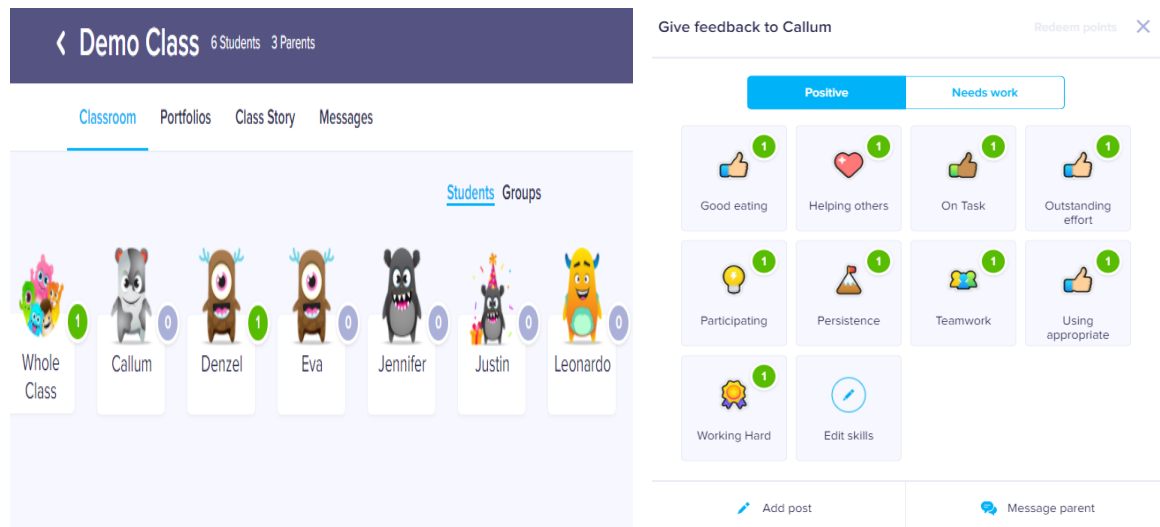 Demo Class 6 Students 3 Parents
Classroom Portfolios Class Story Messages
Students Groups
1 0 1 0 0 0 0
Whole Class Callum Denzel Eva Jennifer Justin Leonardo
Give feedback to Callum Redeem points
Positive Needs work
1 1 1 1
Good eating Helping others On Task Outstanding effort
1 1 1 1
Participating Persistence Teamwork Using appropriate
1
Working Hard Edit skills
Add post Message parent